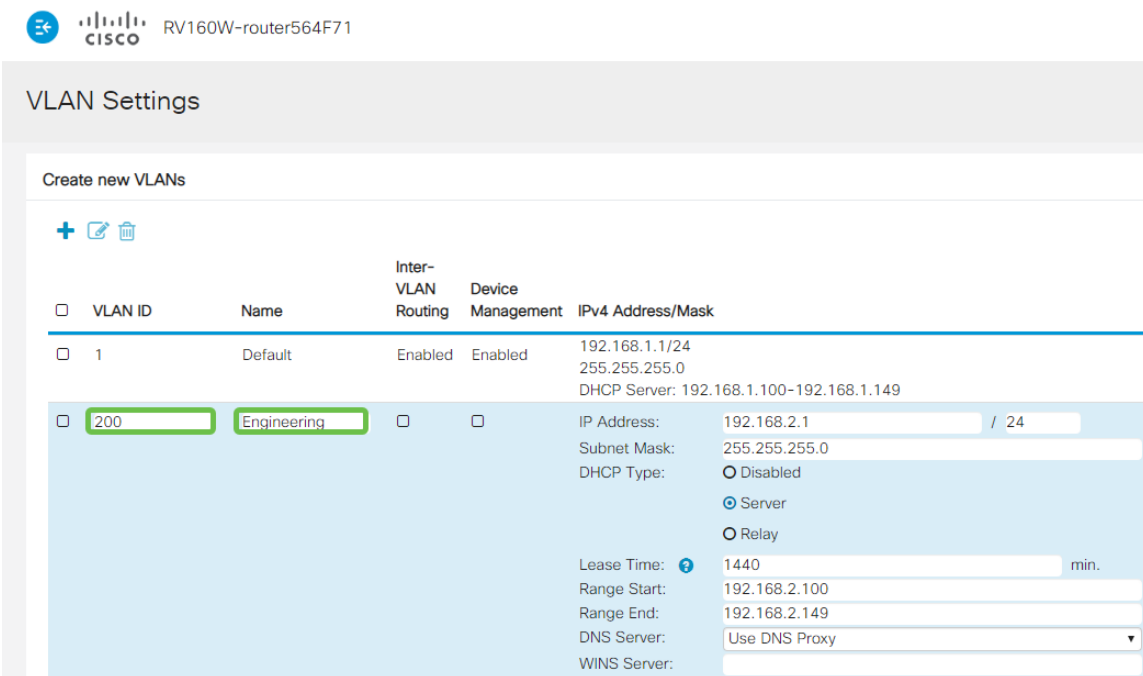 CISCO RV160W-router564F71
VLAN Settings
Create new VLANs
VLAN ID Name Inter-VLAN Routing Device Management IPv4 Address/Mask
1 Default Enabled Enabled 192.168.1.1/24
255.255.255.0
DHCP Server: 192.168.1.100-192.168.1.149
200 Engineering IP Address: 192.168.2.1 / 24
Subnet Mask: 255.255.255.0
DHCP Type: Disabled
Server
Relay
Lease Time: ? 1440 min.
Range Start: 192.168.2.100
Range End: 192.168.2.149
DNS Server: Use DNS Proxy
WINS Server: